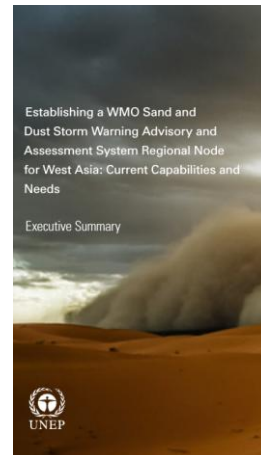 Establishing a WMO Sand and
Dust Storm Warning Advisory and
Assessment System Regional Node
for West Asia: Current Capabilities and
Needs
Executive Summary
UNEP